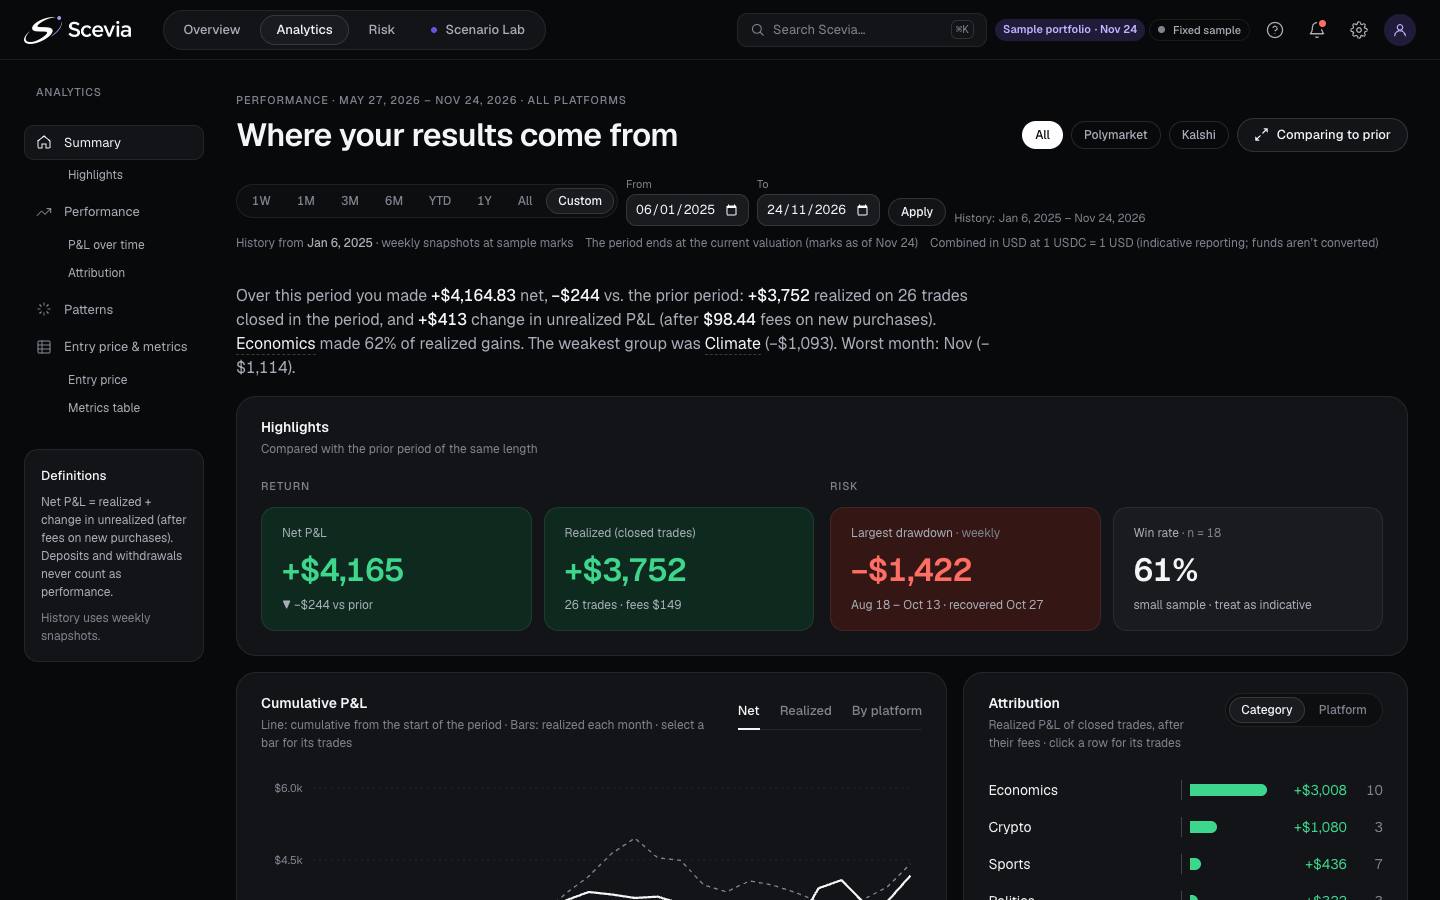 Scevia
Overview
Analytics
Risk
Scenario Lab
Search Scevia…
⌘K
Sample portfolio · Nov 24
Fixed sample
ANALYTICS
Summary
Highlights
Performance
P&L over time
Attribution
Patterns
Entry price & metrics
Entry price
Metrics table
Definitions
Net P&L = realized +
change in unrealized (after
fees on new purchases).
Deposits and withdrawals
never count as
performance.
History uses weekly
snapshots.
PERFORMANCE · MAY 27, 2026 – NOV 24, 2026 · ALL PLATFORMS
Where your results come from
All
Polymarket
Kalshi
Comparing to prior
1W
1M
3M
6M
YTD
1Y
All
Custom
From
06/01/2025
To
24/11/2026
Apply
History: Jan 6, 2025 – Nov 24, 2026
History from Jan 6, 2025 · weekly snapshots at sample marks
The period ends at the current valuation (marks as of Nov 24)
Combined in USD at 1 USDC = 1 USD (indicative reporting; funds aren't converted)
Over this period you made +$4,164.83 net, −$244 vs. the prior period: +$3,752 realized on 26 trades
closed in the period, and +$413 change in unrealized P&L (after $98.44 fees on new purchases).
Economics made 62% of realized gains. The weakest group was Climate (−$1,093). Worst month: Nov (−
$1,114).
Highlights
Compared with the prior period of the same length
RETURN
RISK
Net P&L
+$4,165
▼ −$244 vs prior
Realized (closed trades)
+$3,752
26 trades · fees $149
Largest drawdown · weekly
−$1,422
Aug 18 – Oct 13 · recovered Oct 27
Win rate · n = 18
61%
small sample · treat as indicative
Cumulative P&L
Line: cumulative from the start of the period · Bars: realized each month · select a
bar for its trades
Net
Realized
By platform
$6.0k
$4.5k
Attribution
Realized P&L of closed trades, after
their fees · click a row for its trades
Category
Platform
Economics +$3,008 10
Crypto +$1,080 3
Sports +$436 7